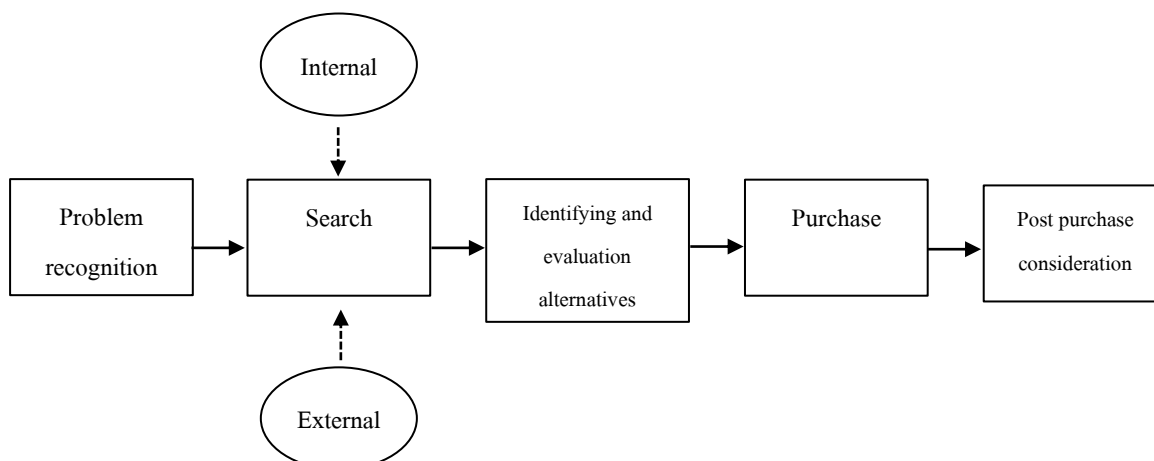 Internal
Problem
recognition
Search
Identifying and
evaluation
alternatives
Purchase
Post purchase
consideration
External